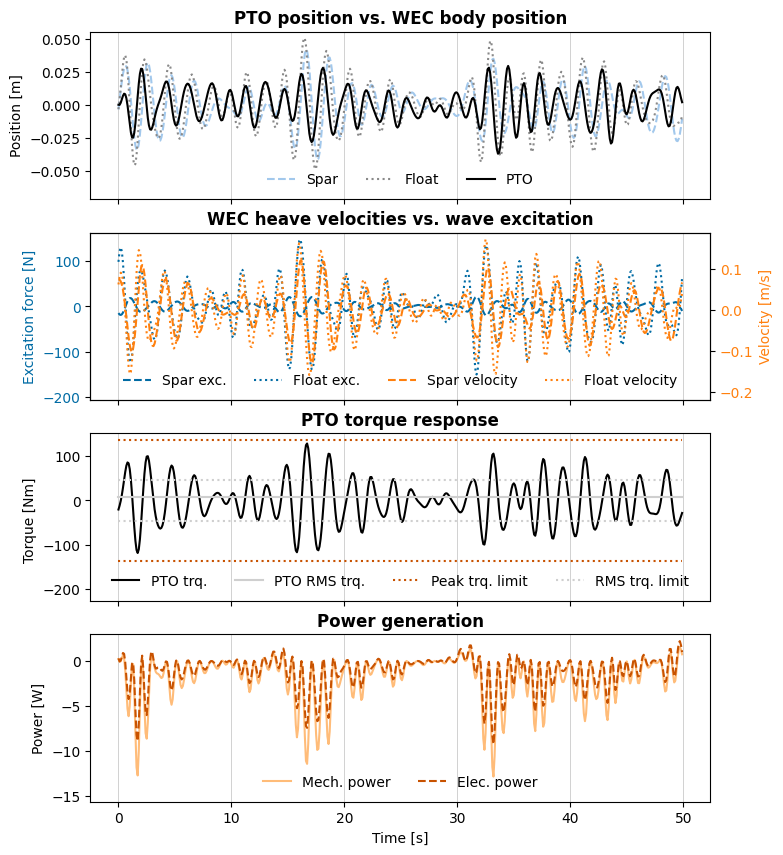 PTO position vs. WEC body position
0.050
0.025
0.000
−0.025
−0.050
Position [m]
Spar Float PTO
WEC heave velocities vs. wave excitation
100
0
−100
−200
Excitation force [N]
0.1
0.0
−0.1
−0.2
Velocity [m/s]
Spar exc. Float exc. Spar velocity Float velocity
PTO torque response
100
0
−100
−200
Torque [Nm]
PTO trq. PTO RMS trq. Peak trq. limit RMS trq. limit
Power generation
0
−5
−10
−15
Power [W]
Mech. power Elec. power
0 10 20 30 40 50
Time [s]